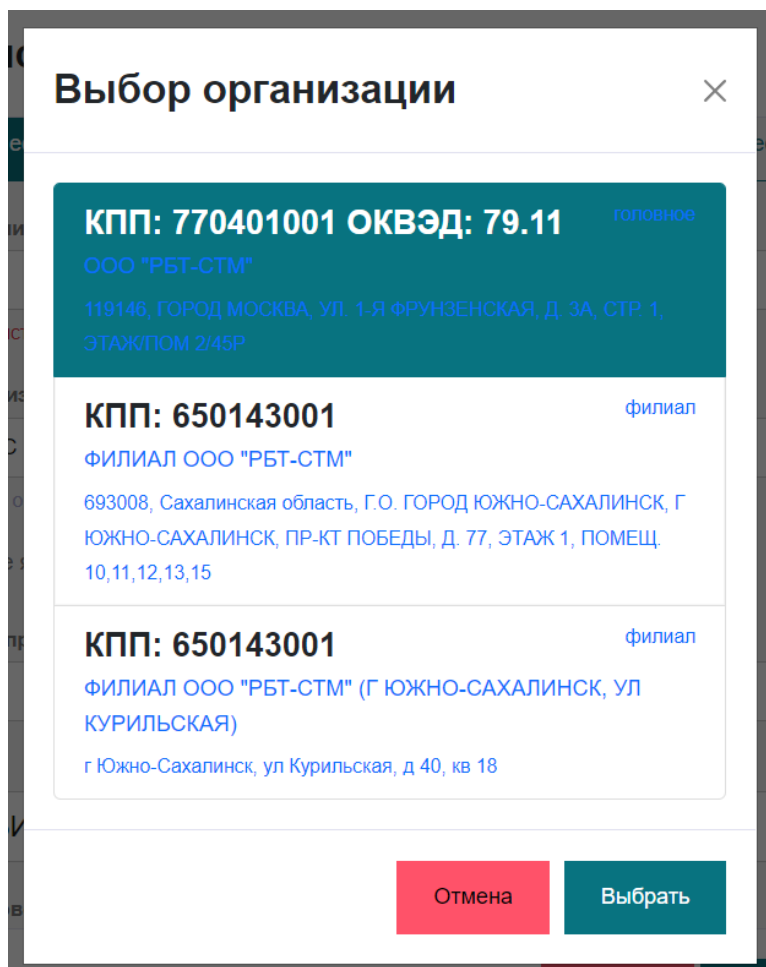 Выбор организации
КПП: 770401001 ОКВЭД: 79.11
головное
ООО "РБТ-СТМ"
119146, ГОРОД МОСКВА, УЛ. 1-Я ФРУНЗЕНСКАЯ, Д. 3А, СТР. 1,
ЭТАЖ/ПОМ 2/45Р
КПП: 650143001
филиал
ФИЛИАЛ ООО "РБТ-СТМ"
693008, Сахалинская область, Г.О. ГОРОД ЮЖНО-САХАЛИНСК, Г
ЮЖНО-САХАЛИНСК, ПР-КТ ПОБЕДЫ, Д. 77, ЭТАЖ 1, ПОМЕЩ.
10,11,12,13,15
КПП: 650143001
филиал
ФИЛИАЛ ООО "РБТ-СТМ" (Г ЮЖНО-САХАЛИНСК, УЛ
КУРИЛЬСКАЯ)
г Южно-Сахалинск, ул Курильская, д 40, кв 18
Отмена
Выбрать